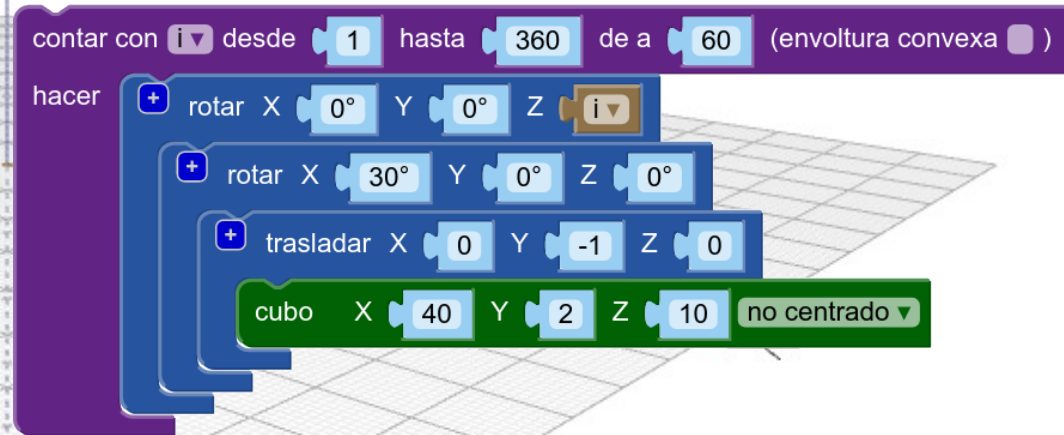 contar con i ▾ desde 1 hasta 360 de a 60 (envoltura convexa )
hacer
+ rotar X 0° Y 0° Z i ▾
+ rotar X 30° Y 0° Z 0°
+ trasladar X 0 Y -1 Z 0
cubo X 40 Y 2 Z 10 no centrado ▾